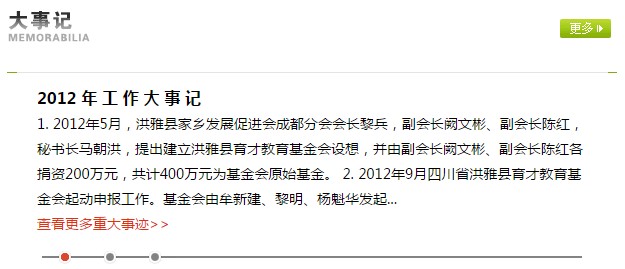 大事记
MEMORABILIA
更多
2012 年 工 作 大 事 记
1. 2012年5月，洪雅县家乡发展促进会成都分会会长黎兵，副会长阙文彬、副会长陈红，
秘书长马朝洪，提出建立洪雅县育才教育基金会设想，并由副会长阙文彬、副会长陈红各
捐资200万元，共计400万元为基金会原始基金。 2. 2012年9月四川省洪雅县育才教育基
金会起动申报工作。基金会由牟新建、黎明、杨魁华发起...
查看更多重大事迹>>